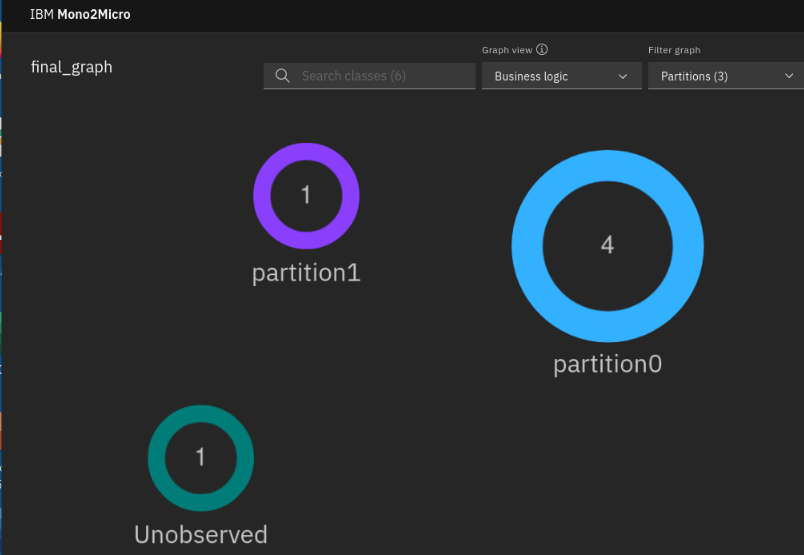 IBM Mono2Micro
final_graph
Search classes (6)
Graph view
Business logic
Filter graph
Partitions (3)
1
partition1
4
partition0
1
Unobserved